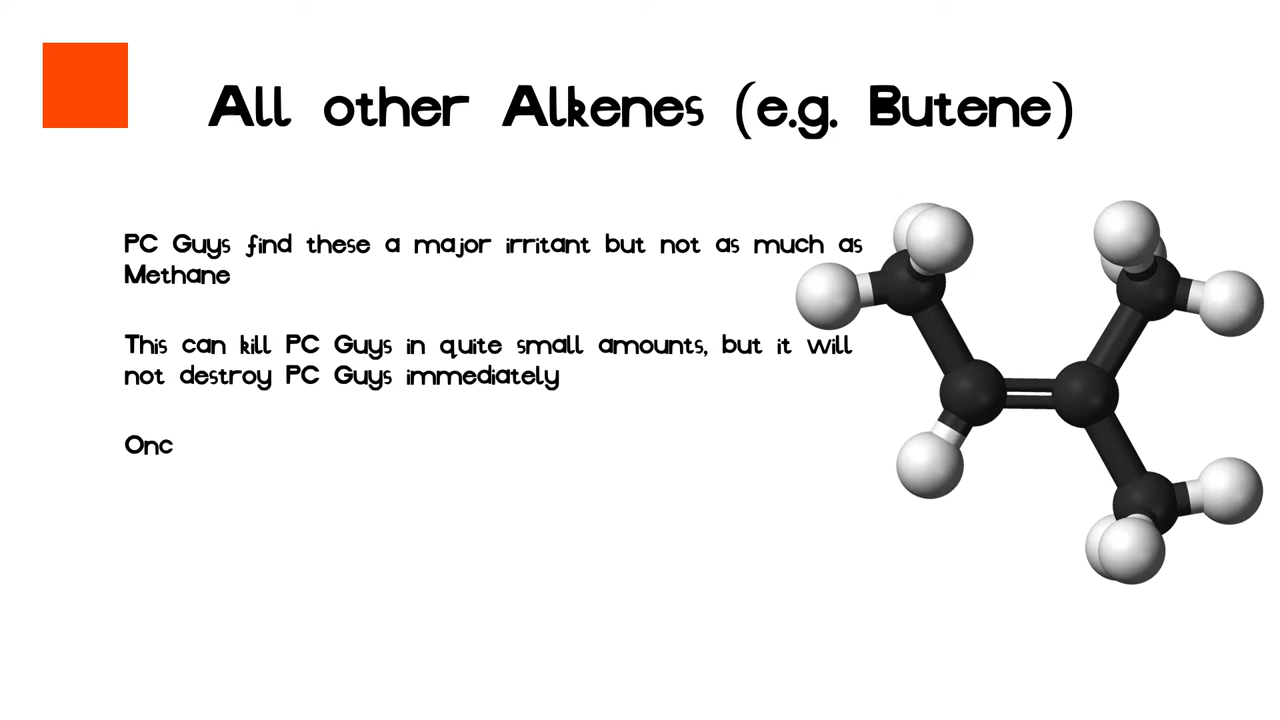 All other Alkenes (e.g. Butene)
PC Guys find these a major irritant but not as much as
Methane
This can kill PC Guys in quite small amounts, but it will
not destroy PC Guys immediately
Onc